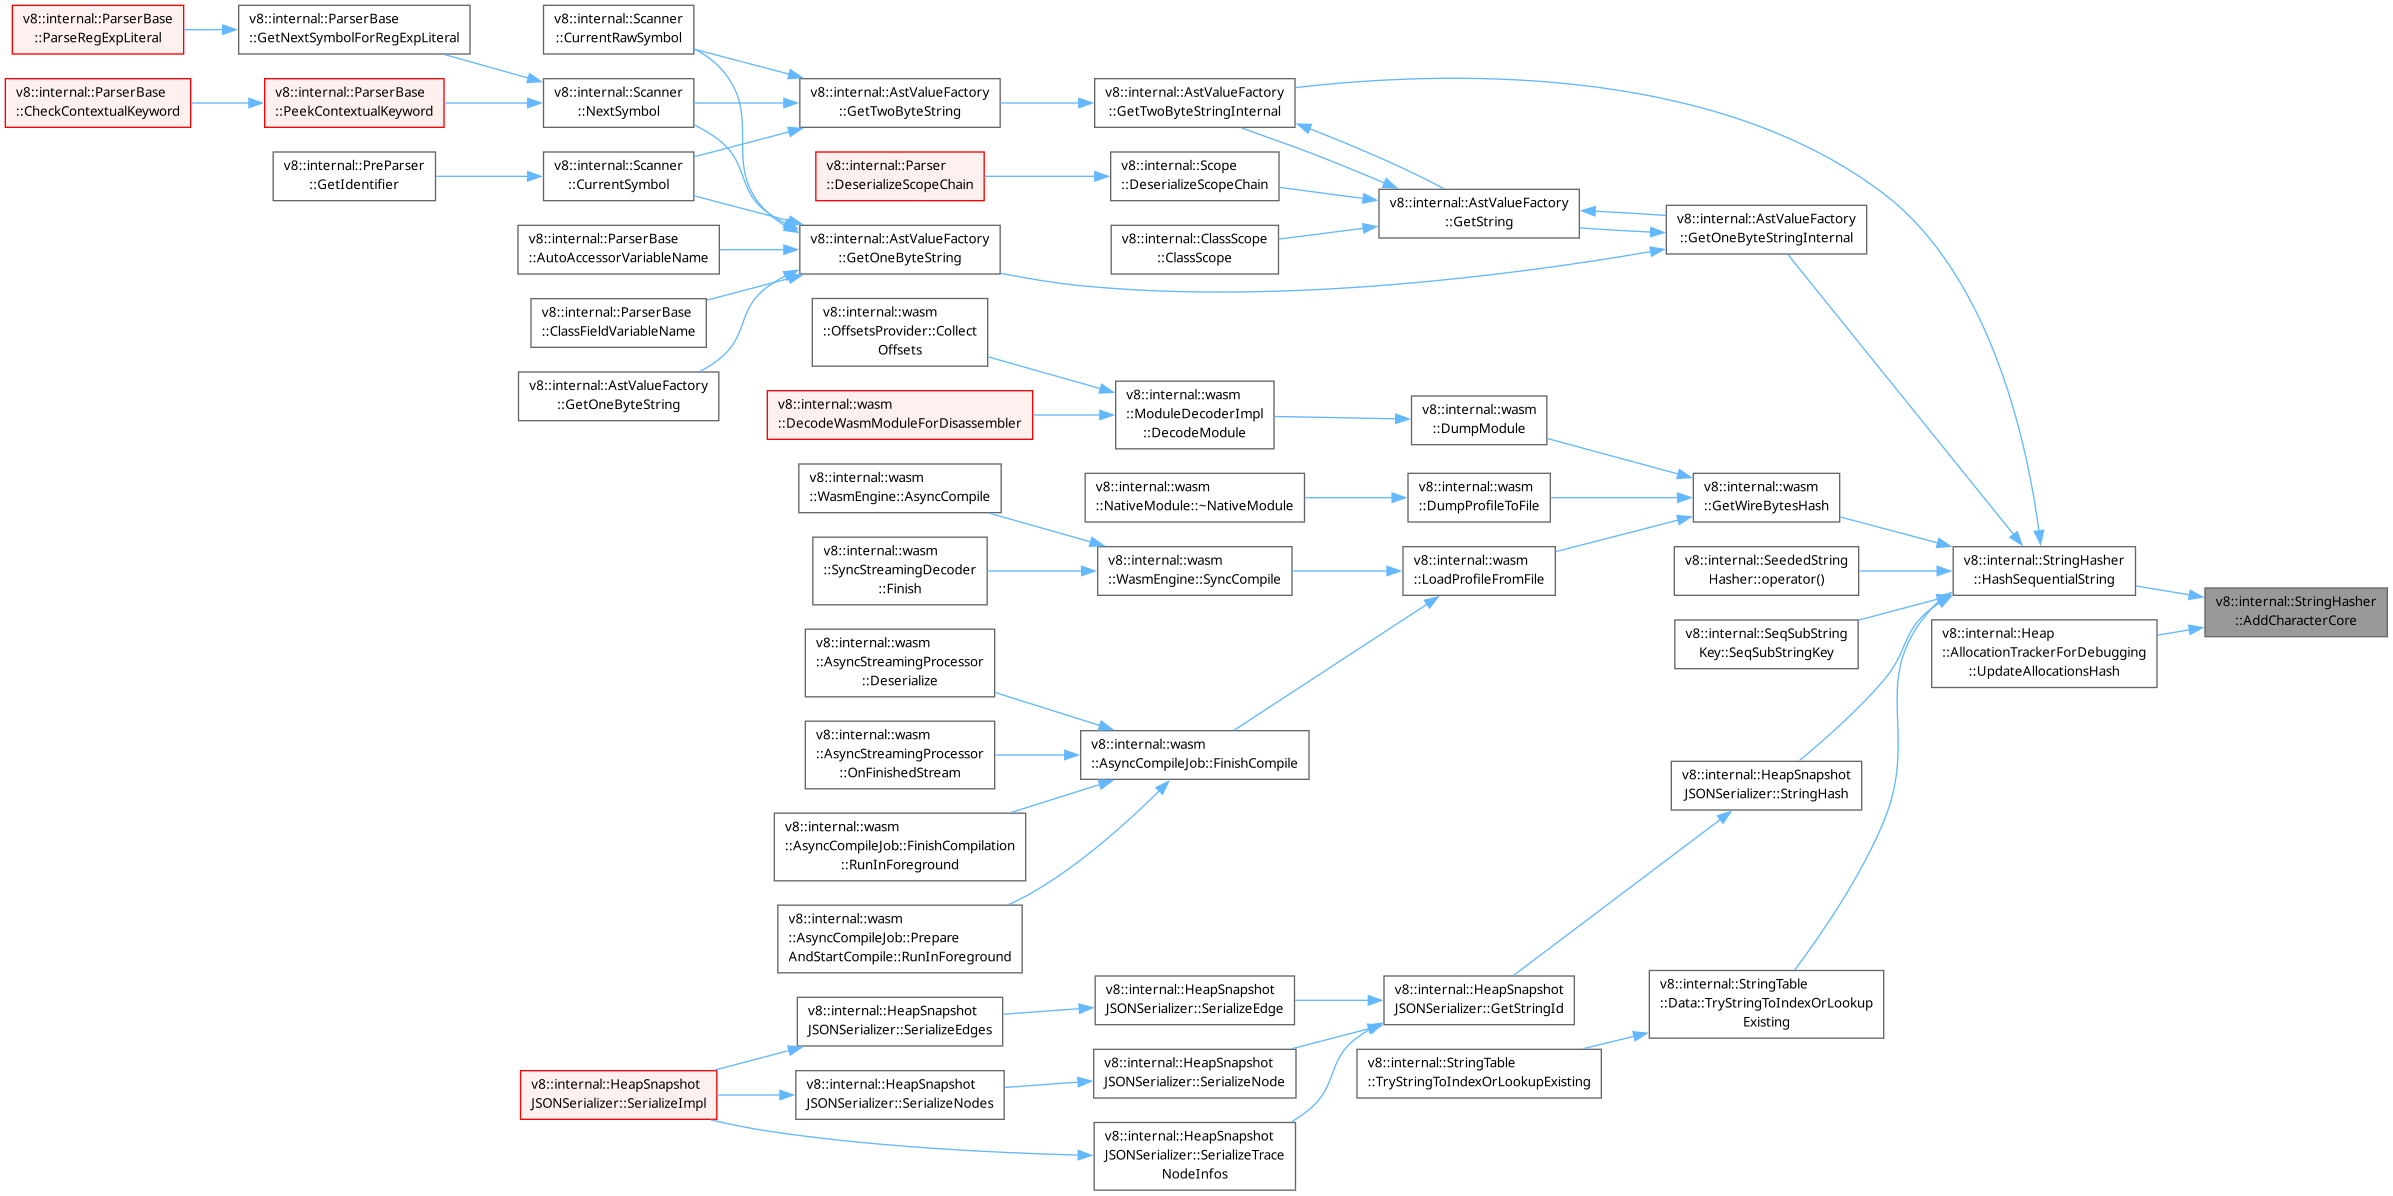 v8::internal::ParserBase
::ParseRegExpLiteral
v8::internal::ParserBase
::GetNextSymbolForRegExpLiteral
v8::internal::Scanner
::CurrentRawSymbol
v8::internal::ParserBase
::CheckContextualKeyword
v8::internal::ParserBase
::PeekContextualKeyword
v8::internal::Scanner
::NextSymbol
v8::internal::AstValueFactory
::GetTwoByteString
v8::internal::AstValueFactory
::GetTwoByteStringInternal
v8::internal::PreParser
::GetIdentifier
v8::internal::Scanner
::CurrentSymbol
v8::internal::Parser
::DeserializeScopeChain
v8::internal::Scope
::DeserializeScopeChain
v8::internal::AstValueFactory
::GetString
v8::internal::AstValueFactory
::GetOneByteStringInternal
v8::internal::ParserBase
::AutoAccessorVariableName
v8::internal::AstValueFactory
::GetOneByteString
v8::internal::ClassScope
::ClassScope
v8::internal::ParserBase
::ClassFieldVariableName
v8::internal::wasm
::OffsetsProvider::Collect
Offsets
v8::internal::AstValueFactory
::GetOneByteString
v8::internal::wasm
::DecodeWasmModuleForDisassembler
v8::internal::wasm
::ModuleDecoderImpl
::DecodeModule
v8::internal::wasm
::DumpModule
v8::internal::wasm
::WasmEngine::AsyncCompile
v8::internal::wasm
::NativeModule::~NativeModule
v8::internal::wasm
::DumpProfileToFile
v8::internal::wasm
::GetWireBytesHash
v8::internal::wasm
::SyncStreamingDecoder
::Finish
v8::internal::wasm
::WasmEngine::SyncCompile
v8::internal::wasm
::LoadProfileFromFile
v8::internal::SeededString
Hasher::operator()
v8::internal::StringHasher
::HashSequentialString
v8::internal::StringHasher
::AddCharacterCore
v8::internal::SeqSubString
Key::SeqSubStringKey
v8::internal::Heap
::AllocationTrackerForDebugging
::UpdateAllocationsHash
v8::internal::wasm
::AsyncStreamingProcessor
::Deserialize
v8::internal::wasm
::AsyncStreamingProcessor
::OnFinishedStream
v8::internal::wasm
::AsyncCompileJob::FinishCompile
v8::internal::HeapSnapshot
JSONSerializer::StringHash
v8::internal::wasm
::AsyncCompileJob::FinishCompilation
::RunInForeground
v8::internal::wasm
::AsyncCompileJob::Prepare
AndStartCompile::RunInForeground
v8::internal::HeapSnapshot
JSONSerializer::SerializeEdges
v8::internal::HeapSnapshot
JSONSerializer::SerializeEdge
v8::internal::HeapSnapshot
JSONSerializer::GetStringId
v8::internal::StringTable
::Data::TryStringToIndexOrLookup
Existing
v8::internal::HeapSnapshot
JSONSerializer::SerializeImpl
v8::internal::HeapSnapshot
JSONSerializer::SerializeNodes
v8::internal::HeapSnapshot
JSONSerializer::SerializeNode
v8::internal::StringTable
::TryStringToIndexOrLookupExisting
v8::internal::HeapSnapshot
JSONSerializer::SerializeTrace
NodeInfos